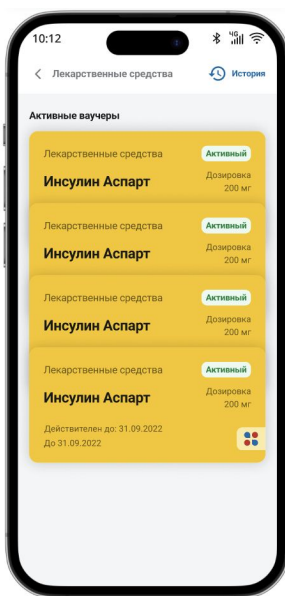 10:12
4G
Лекарственные средства
История
Активные ваучеры
Лекарственные средства
Активный
Инсулин Аспарт
Дозировка
200 мг
Лекарственные средства
Активный
Инсулин Аспарт
Дозировка
200 мг
Лекарственные средства
Активный
Инсулин Аспарт
Дозировка
200 мг
Лекарственные средства
Активный
Инсулин Аспарт
Дозировка
200 мг
Действителен до: 31.09.2022
До 31.09.2022